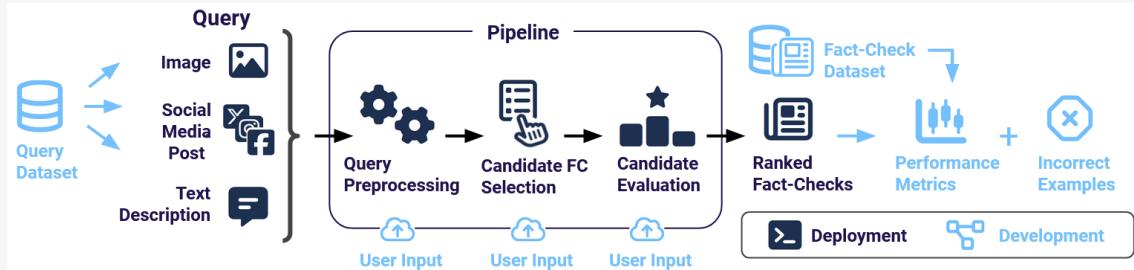 Query
Pipeline
Image
Social
Media
Post
Text
Description
Query
Dataset
Query
Preprocessing
Candidate FC
Selection
Candidate
Evaluation
User Input
User Input
User Input
Fact-Check
Dataset
Ranked
Fact-Checks
Performance
Metrics
+
Incorrect
Examples
Deployment
Development